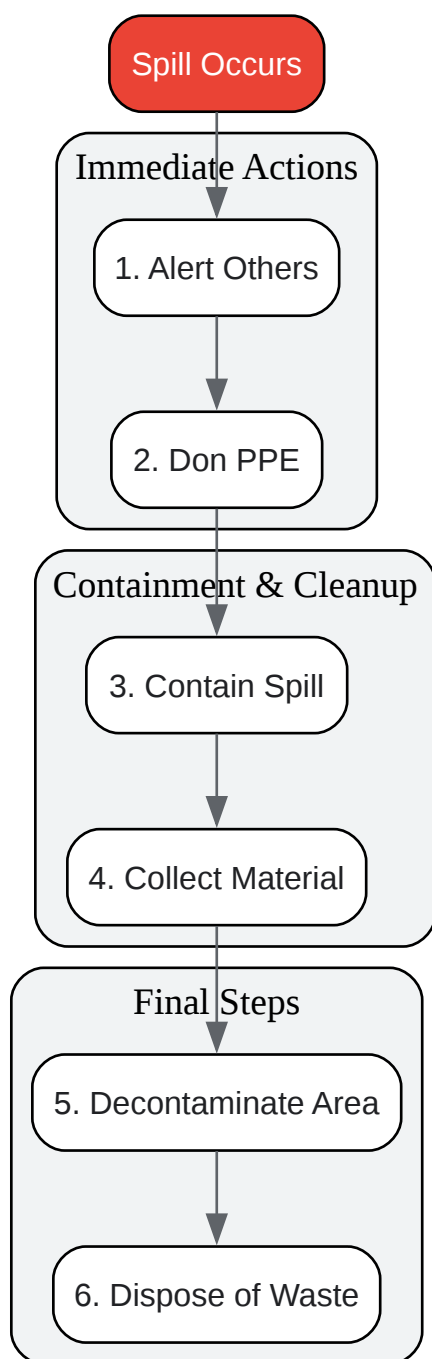 Spill Occurs
Immediate Actions
1. Alert Others
2. Don PPE
Containment & Cleanup
3. Contain Spill
4. Collect Material
Final Steps
5. Decontaminate Area
6. Dispose of Waste